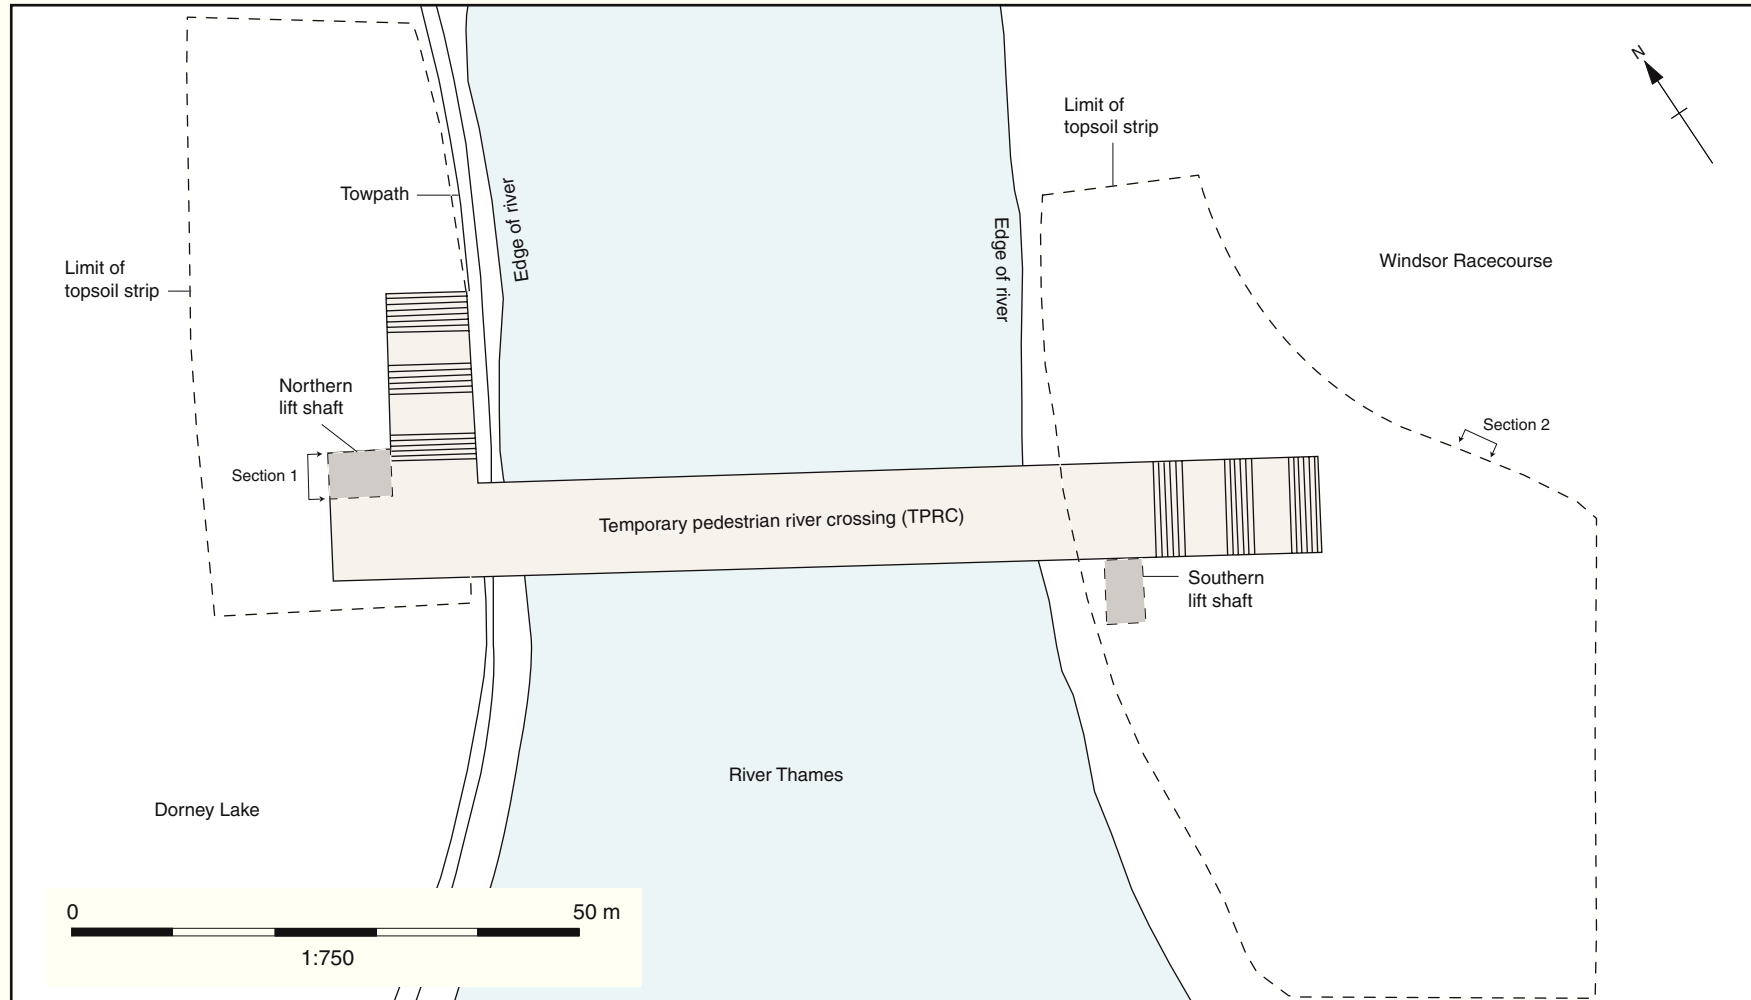 N
Limit of
topsoil strip
Towpath
Edge of river
Edge of river
Windsor Racecourse
Limit of
topsoil strip
Northern
lift shaft
Section 1
Section 2
Temporary pedestrian river crossing (TPRC)
Southern
lift shaft
River Thames
Dorney Lake
0
50 m
1:750